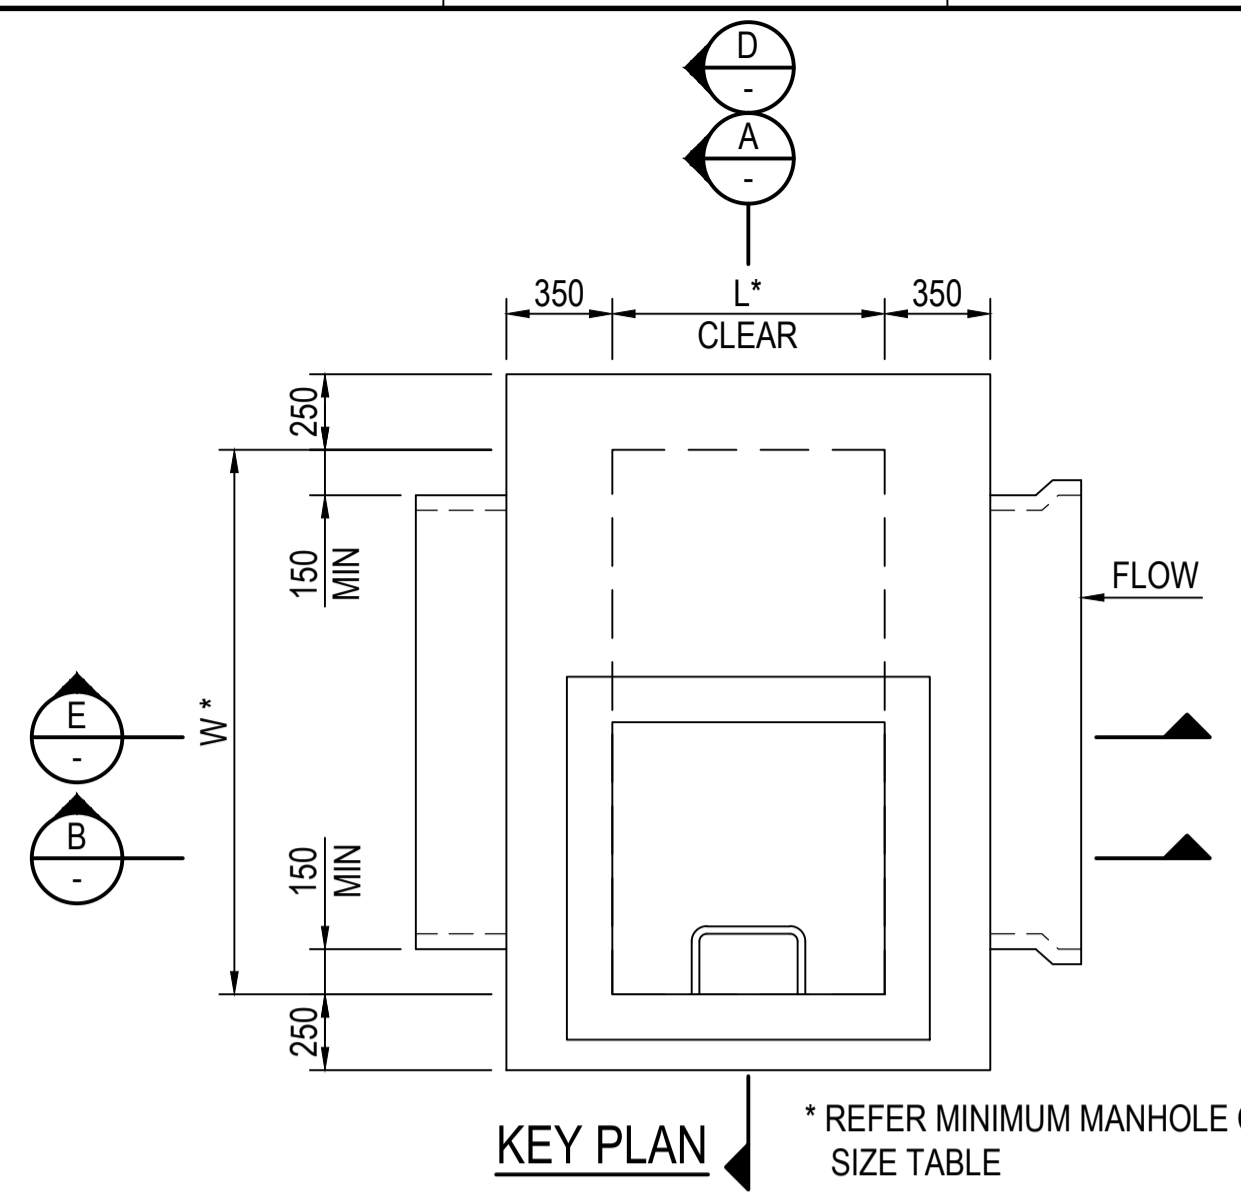 D
-
A
-
350
L*
350
CLEAR
250
150
MIN
FLOW
W *
E
-
B
-
150
MIN
250
KEY PLAN
* REFER MINIMUM MANHOLE
SIZE TABLE